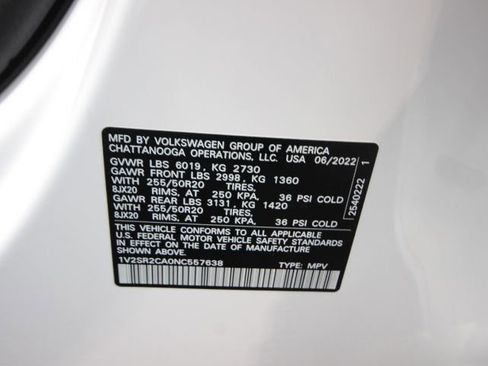 MFD BY VOLKSWAGEN GROUP OF AMERICA
CHATTANOOGA OPERATIONS, LLC. USA 06/2022
GVWR LBS 6019, KG 2730
GAWR FRONT LBS 2998, KG 1360
WITH 255/50R20 TIRES,
8JX20 RIMS. AT 250 KPA, 36 PSI COLD
GAWR REAR LBS 3131, KG 1420
WITH 255/50R20 TIRES,
8JX20 RIMS. AT 250 KPA, 36 PSI COLD
THIS VEHICLE CONFORMS TO ALL APPLICABLE
U.S. FEDERAL MOTOR VEHICLE SAFETY STANDARDS
IN EFFECT ON THE DATE OF MANUFACTURE
SHOWN ABOVE.
1V2SR2CA0NC557638 TYPE: MPV
2540222 1